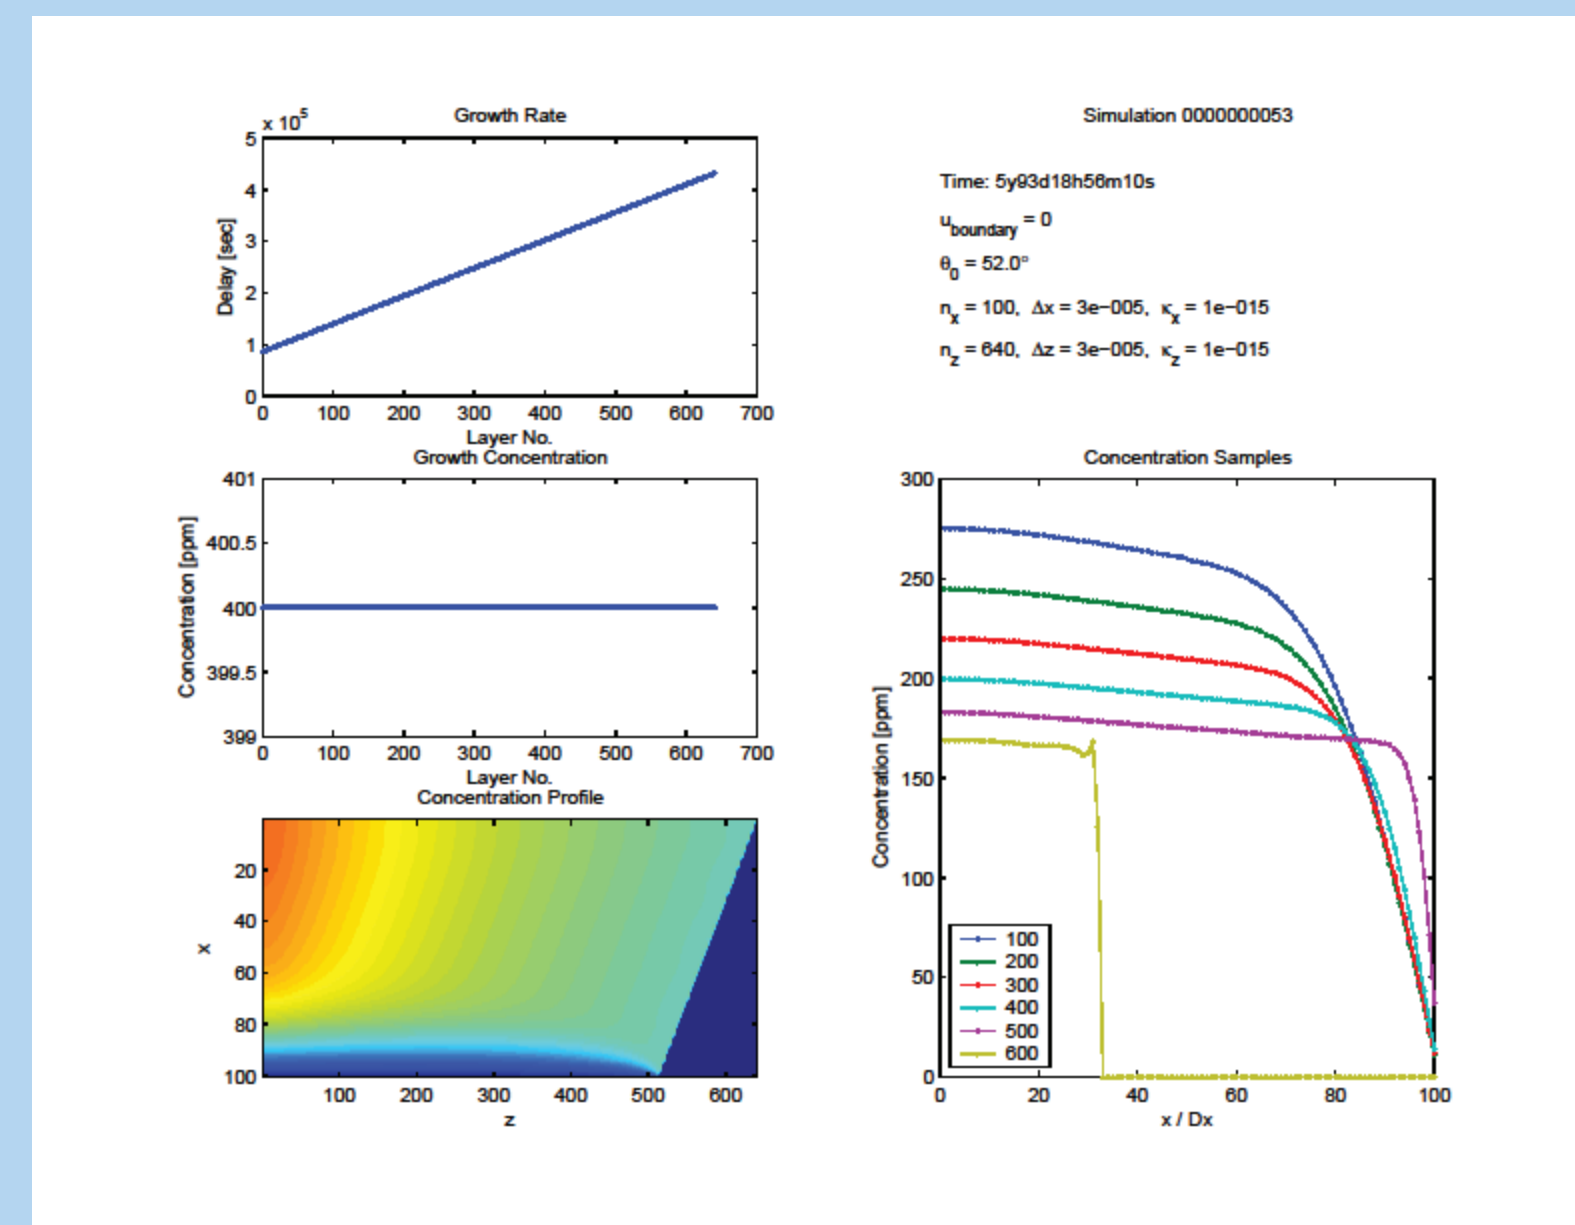 Growth Rate
x 10^5
5
4
3
2
1
0
Delay [sec]
0 100 200 300 400 500 600 700
Layer No.
Growth Concentration
401
400.5
400
399.5
399
Concentration [ppm]
0 100 200 300 400 500 600 700
Layer No.
Concentration Profile
20
40
60
80
100
x
100 200 300 400 500 600
z
Simulation 0000000053
Time: 5y93d18h56m10s
u_boundary = 0
θ_0 = 52.0°
n_x = 100, Δx = 3e−005, κ_x = 1e−015
n_z = 640, Δz = 3e−005, κ_z = 1e−015
Concentration Samples
300
250
200
150
100
50
0
Concentration [ppm]
100
200
300
400
500
600
0 20 40 60 80 100
x / Dx